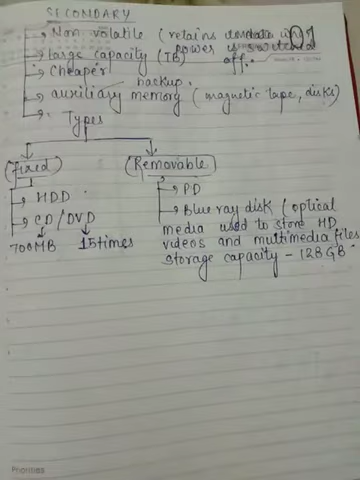 SECONDARY
→ Non volatile (retains data if
power is switched
off..
→ large capacity (TB)
→ Cheaper
backup.
→ auxiliary memory (magnetic tape, disks)
→ Types
Fixed
Removable
→ HDD
→ CD/DVD
700MB 15times
→ PD
→ Blue ray disk (optical
media used to store HD
videos and multimedia files
storage capacity - 128 GB.
Priorities